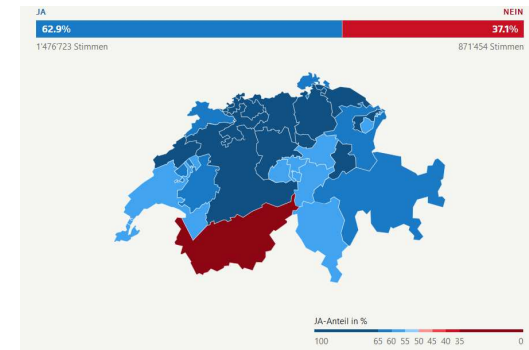 JA NEIN
62.9% 37.1%
1'476'723 Stimmen 871'454 Stimmen
JA-Anteil in %
100 65 60 55 50 45 40 35 0